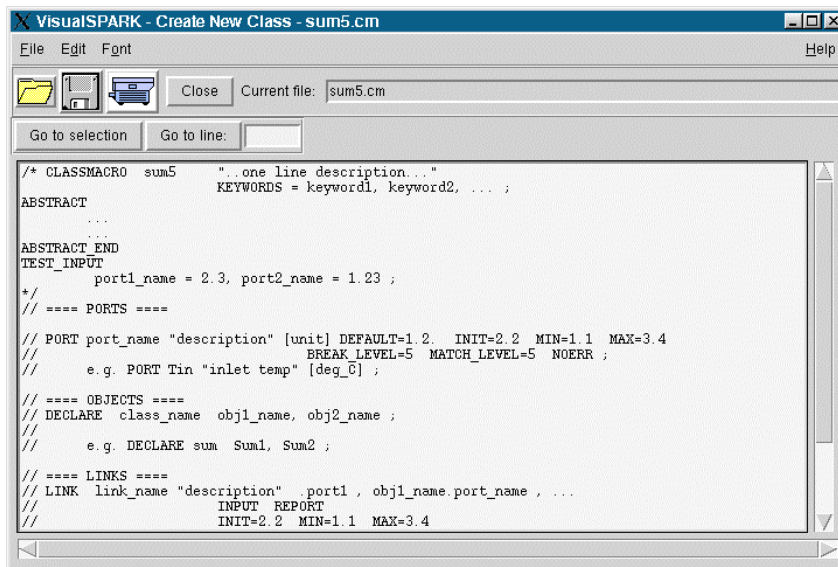 VisualSPARK - Create New Class - sum5.cm
File Edit Font Help
Close Current file: sum5.cm
Go to selection Go to line:
/* CLASSMACRO sum5 "..one line description..."
KEYWORDS = keyword1, keyword2, ... ;
ABSTRACT
...
...
ABSTRACT_END
TEST_INPUT
port1_name = 2.3, port2_name = 1.23 ;
*/
// ==== PORTS ====
// PORT port_name "description" [unit] DEFAULT=1.2. INIT=2.2 MIN=1.1 MAX=3.4
// BREAK_LEVEL=5 MATCH_LEVEL=5 NOERR ;
// e.g. PORT Tin "inlet temp" [deg_C] ;
// ==== OBJECTS ====
// DECLARE class_name obj1_name, obj2_name ;
//
// e.g. DECLARE sum Sum1, Sum2 ;
// ==== LINKS ====
// LINK link_name "description" .port1 , obj1_name.port_name , ...
// INPUT REPORT
// INIT=2.2 MIN=1.1 MAX=3.4